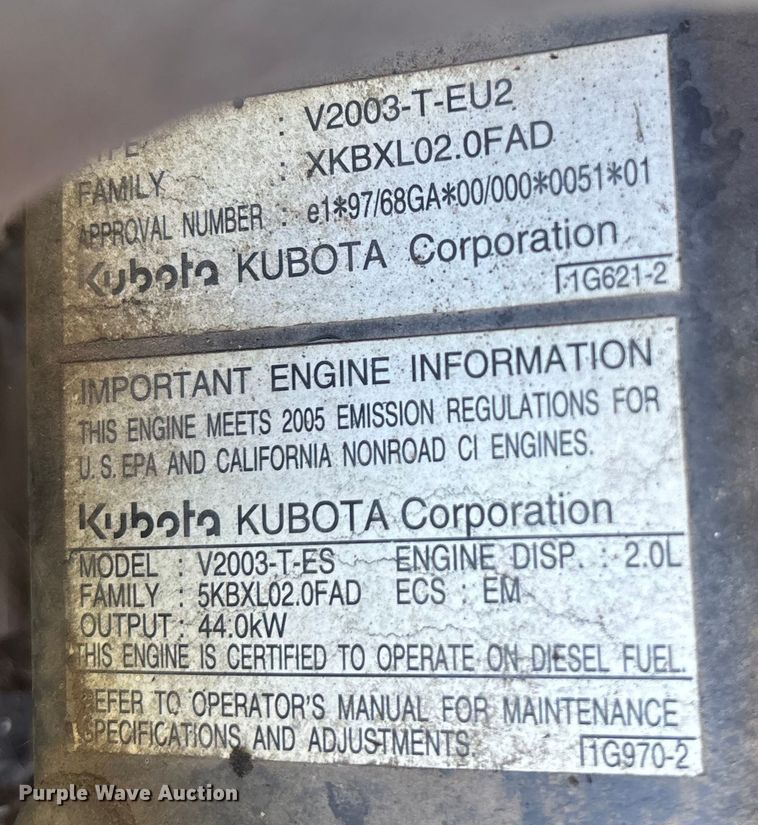 TYPE : V2003-T-EU2
FAMILY : XKBXL02.0FAD
APPROVAL NUMBER : e1*97/68GA*00/000*0051*01
Kubota KUBOTA Corporation
1G621-2
IMPORTANT ENGINE INFORMATION
THIS ENGINE MEETS 2005 EMISSION REGULATIONS FOR
U.S. EPA AND CALIFORNIA NONROAD CI ENGINES.
Kubota KUBOTA Corporation
MODEL : V2003-T-ES ENGINE DISP. : 2.0L
FAMILY : 5KBXL02.0FAD ECS : EM
OUTPUT : 44.0kW
THIS ENGINE IS CERTIFIED TO OPERATE ON DIESEL FUEL.
REFER TO OPERATOR'S MANUAL FOR MAINTENANCE
SPECIFICATIONS AND ADJUSTMENTS.
1G970-2
Purple Wave Auction